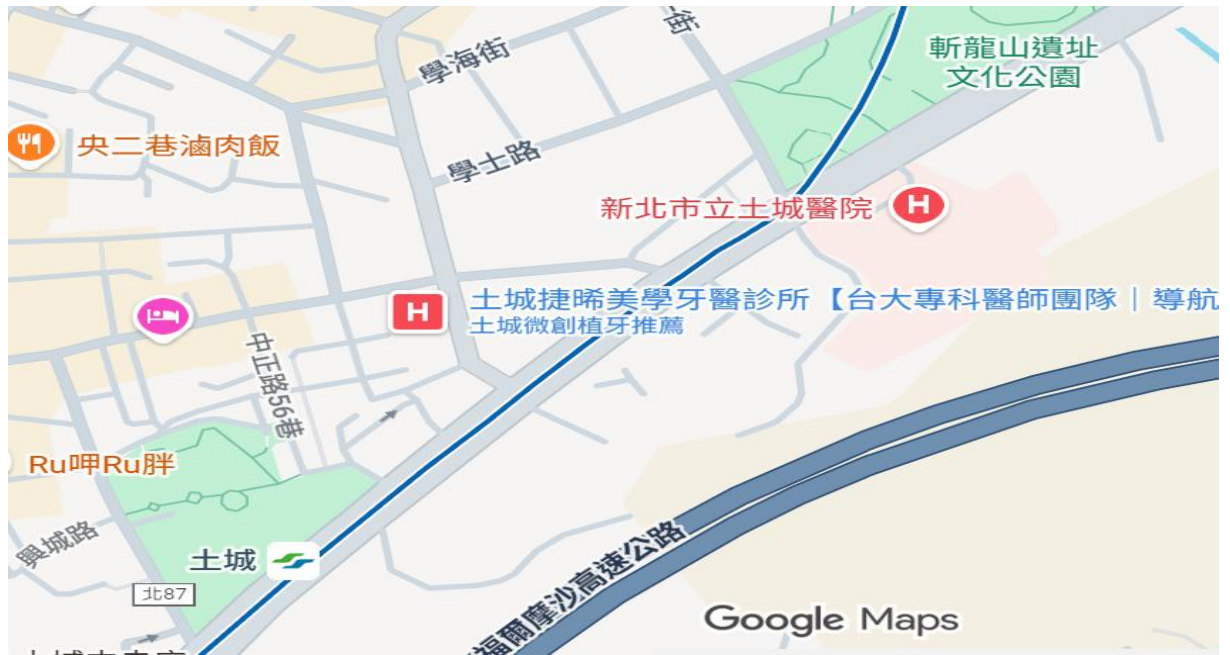 學海街
街
斬龍山遺址
文化公園
央二巷滷肉飯
學士路
新北市立土城醫院
H
H
土城捷晞美學牙醫診所【台大專科醫師團隊｜導航
土城微創植牙推薦
中正路56巷
Ru呷Ru胖
興城路
土城
北87
福爾摩沙高速公路
Google Maps